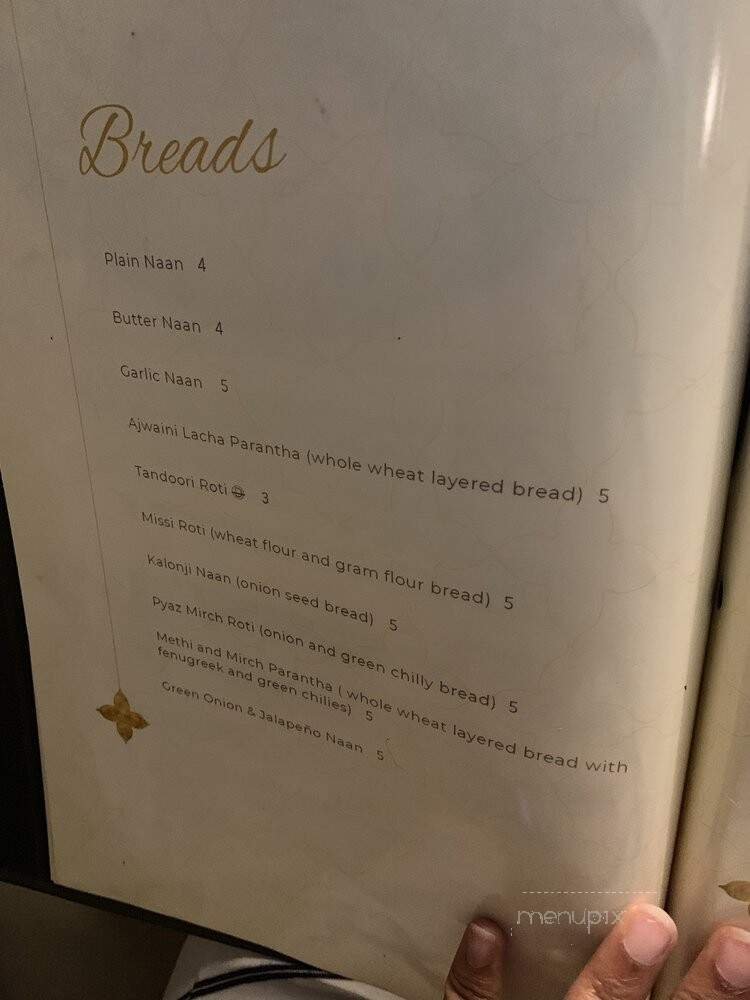 Breads
Plain Naan 4
Butter Naan 4
Garlic Naan 5
Ajwaini Lacha Parantha (whole wheat layered bread) 5
Tandoori Roti 3
Missi Roti (wheat flour and gram flour bread) 5
Kalonji Naan (onion seed bread) 5
Pyaz Mirch Roti (onion and green chilly bread) 5
Methi and Mirch Parantha ( whole wheat layered bread with
fenugreek and green chilies) 5
Green Onion & Jalapeño Naan 5
menupix